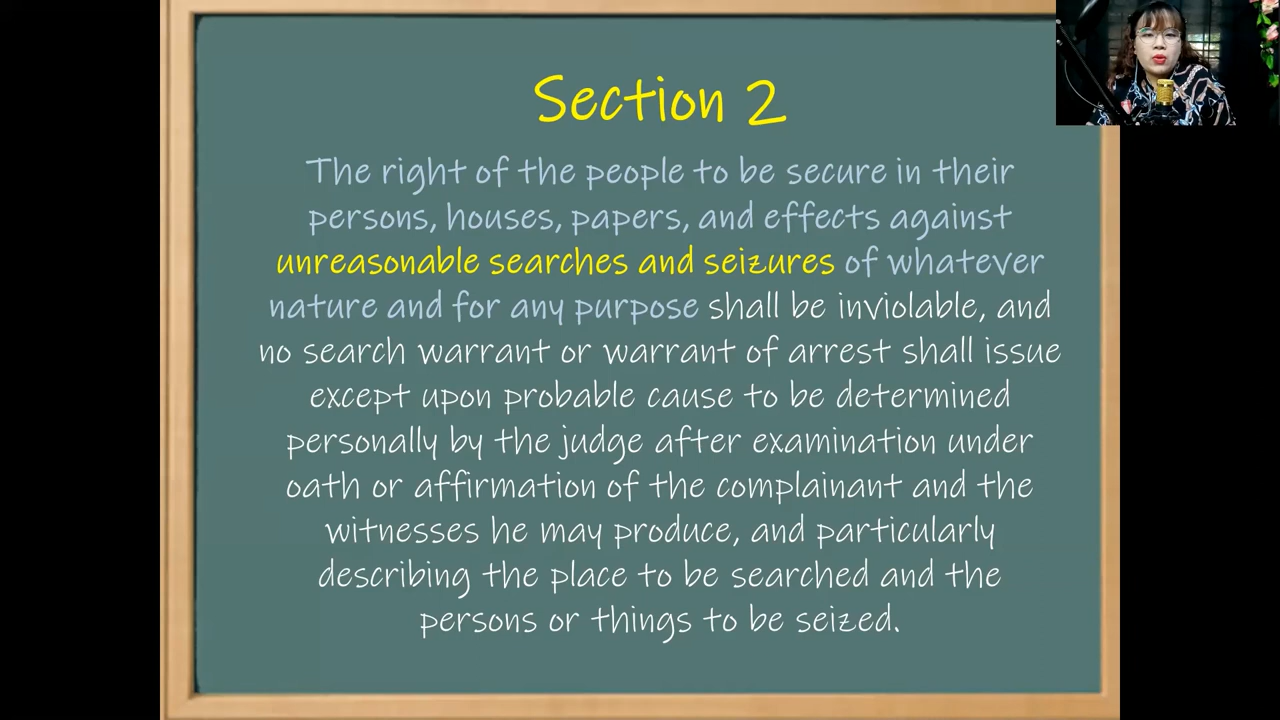 Section 2
The right of the people to be secure in their
persons, houses, papers, and effects against
unreasonable searches and seizures of whatever
nature and for any purpose shall be inviolable, and
no search warrant or warrant of arrest shall issue
except upon probable cause to be determined
personally by the judge after examination under
oath or affirmation of the complainant and the
witnesses he may produce, and particularly
describing the place to be searched and the
persons or things to be seized.